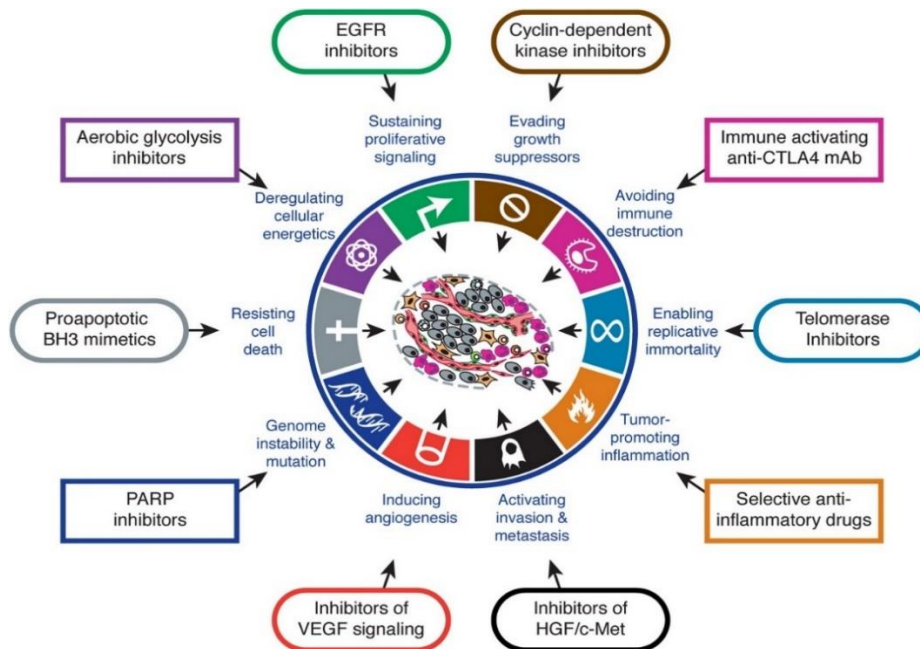 EGFR
inhibitors
Cyclin-dependent
kinase inhibitors
Sustaining
proliferative
signaling
Evading
growth
suppressors
Aerobic glycolysis
inhibitors
Immune activating
anti-CTLA4 mAb
Deregulating
cellular
energetics
Avoiding
immune
destruction
Proapoptotic
BH3 mimetics
Resisting
cell
death
Enabling
replicative
immortality
Telomerase
Inhibitors
Genome
instability &
mutation
Tumor-
promoting
inflammation
PARP
inhibitors
Inducing
angiogenesis
Activating
invasion &
metastasis
Selective anti-
inflammatory drugs
Inhibitors of
VEGF signaling
Inhibitors of
HGF/c-Met